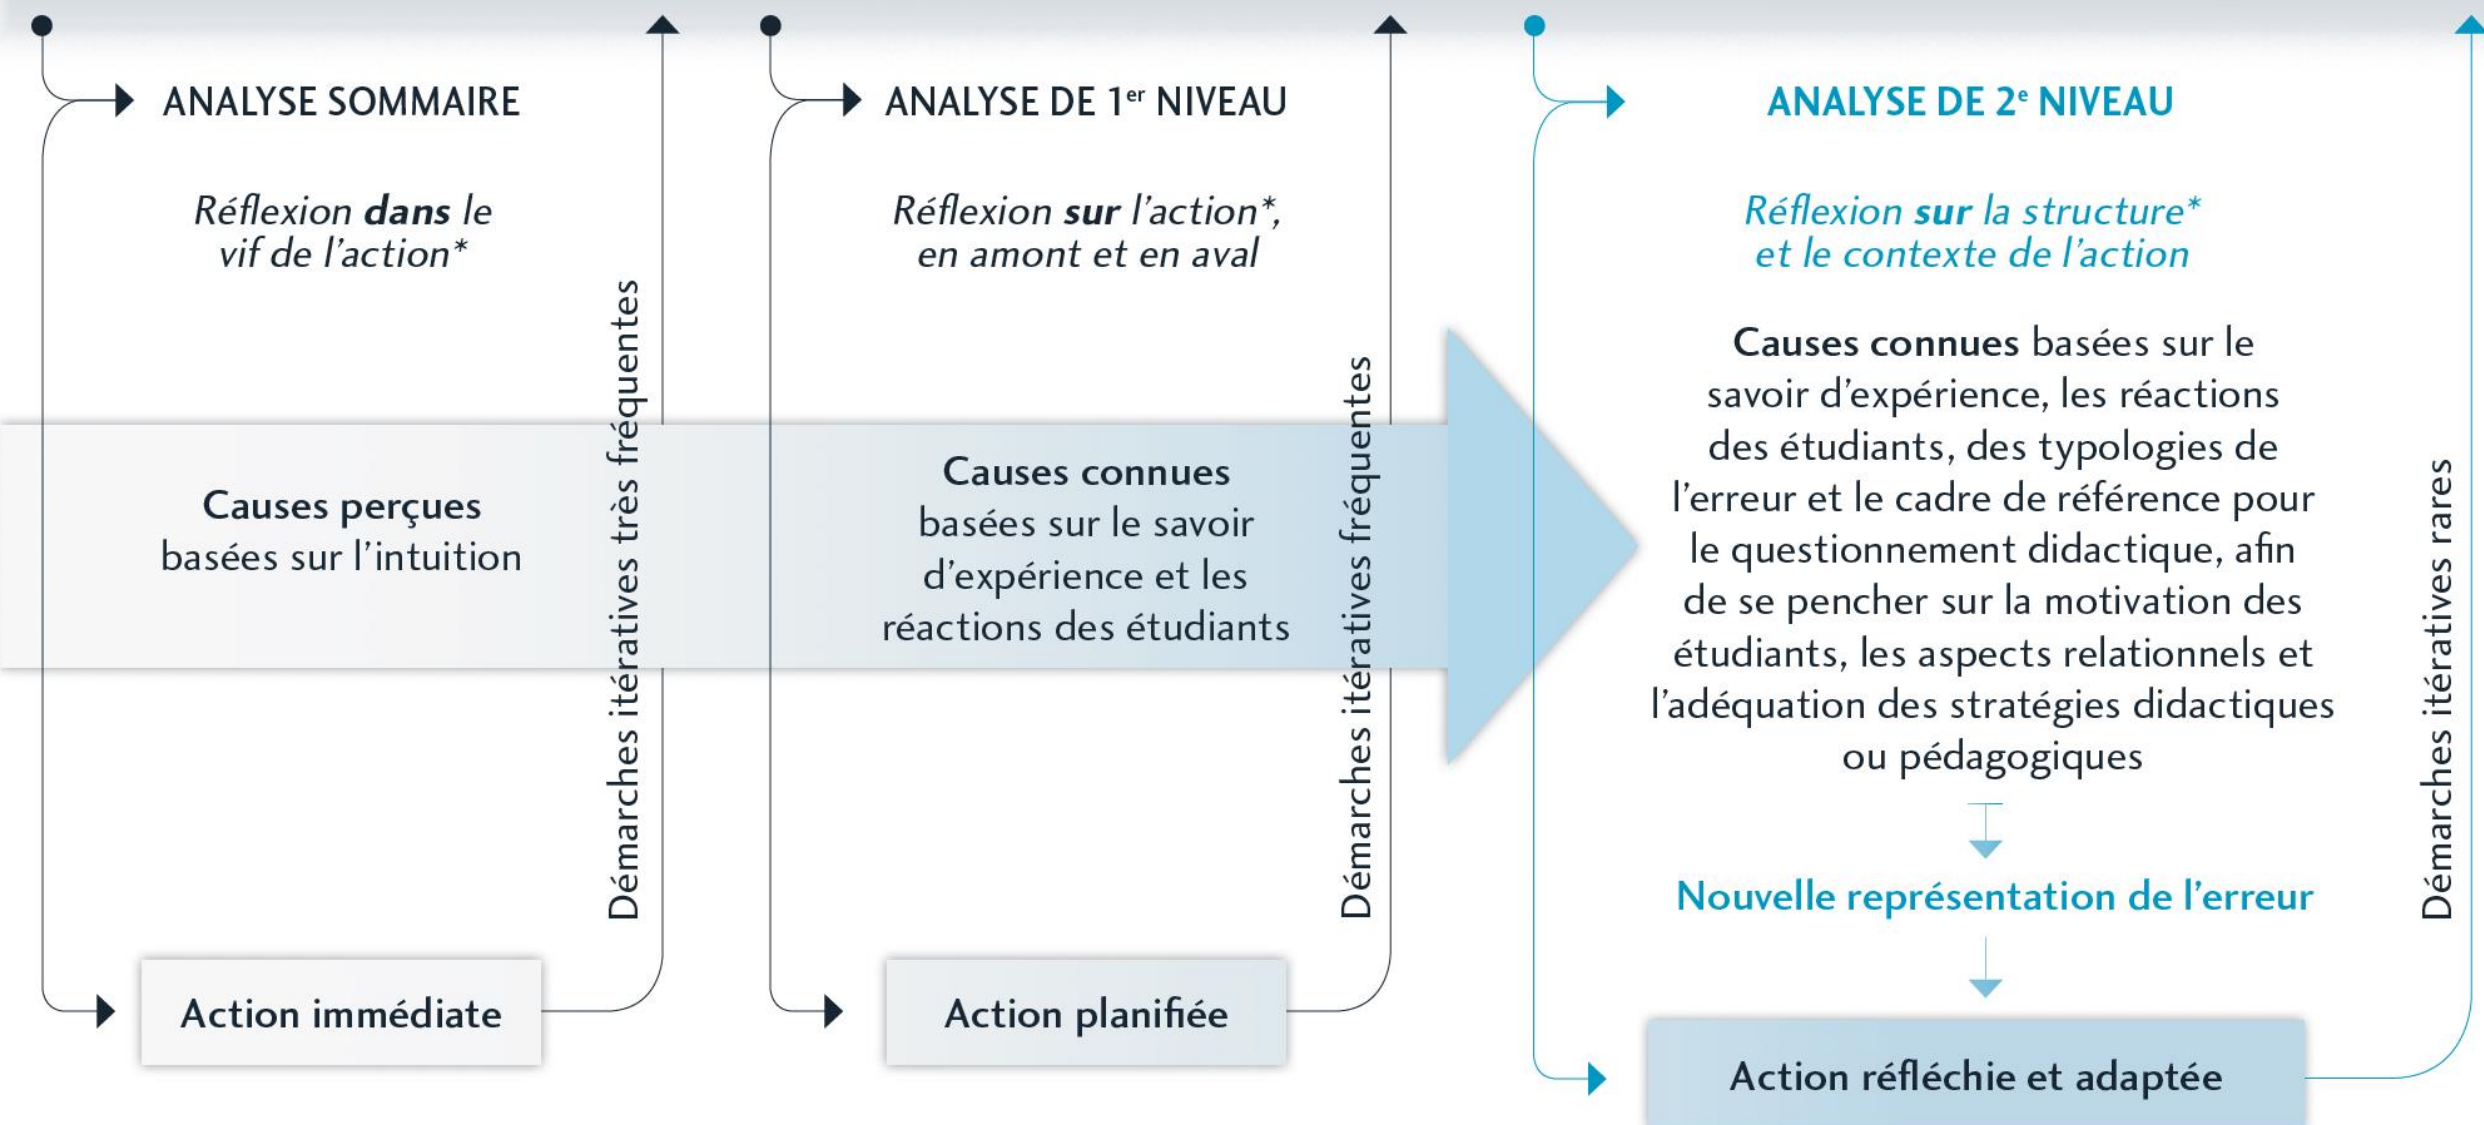 ANALYSE SOMMAIRE
Réflexion dans le
vif de l'action*
Causes perçues
basées sur l'intuition
Action immédiate
Démarches itératives très fréquentes
ANALYSE DE 1er NIVEAU
Réflexion sur l'action*,
en amont et en aval
Causes connues
basées sur le savoir
d'expérience et les
réactions des étudiants
Action planifiée
Démarches itératives fréquentes
ANALYSE DE 2e NIVEAU
Réflexion sur la structure*
et le contexte de l'action
Causes connues basées sur le
savoir d'expérience, les réactions
des étudiants, des typologies de
l'erreur et le cadre de référence pour
le questionnement didactique, afin
de se pencher sur la motivation des
étudiants, les aspects relationnels et
l'adéquation des stratégies didactiques
ou pédagogiques
Nouvelle représentation de l'erreur
Action réfléchie et adaptée
Démarches itératives rares